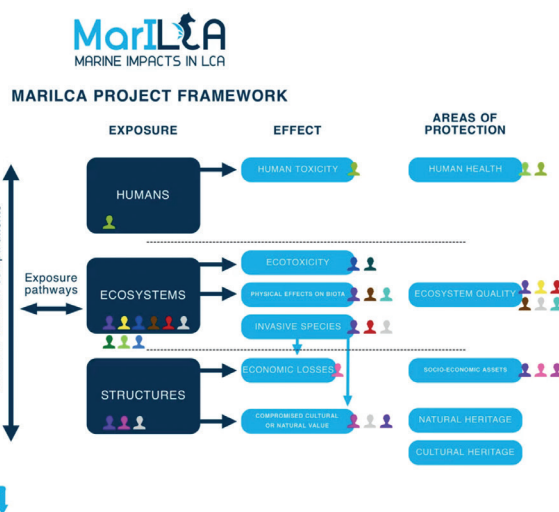 MarILCA
MARINE IMPACTS IN LCA
MARILCA PROJECT FRAMEWORK
EXPOSURE
EFFECT
AREAS OF
PROTECTION
HUMANS
HUMAN TOXICITY
HUMAN HEALTH
Exposure
pathways
ECOSYSTEMS
ECOTOXICITY
PHYSICAL EFFECTS ON BIOTA
INVASIVE SPECIES
ECOSYSTEM QUALITY
STRUCTURES
ECONOMIC LOSSES
COMPROMISED CULTURAL
OR NATURAL VALUE
SOCIO-ECONOMIC ASSETS
NATURAL HERITAGE
CULTURAL HERITAGE